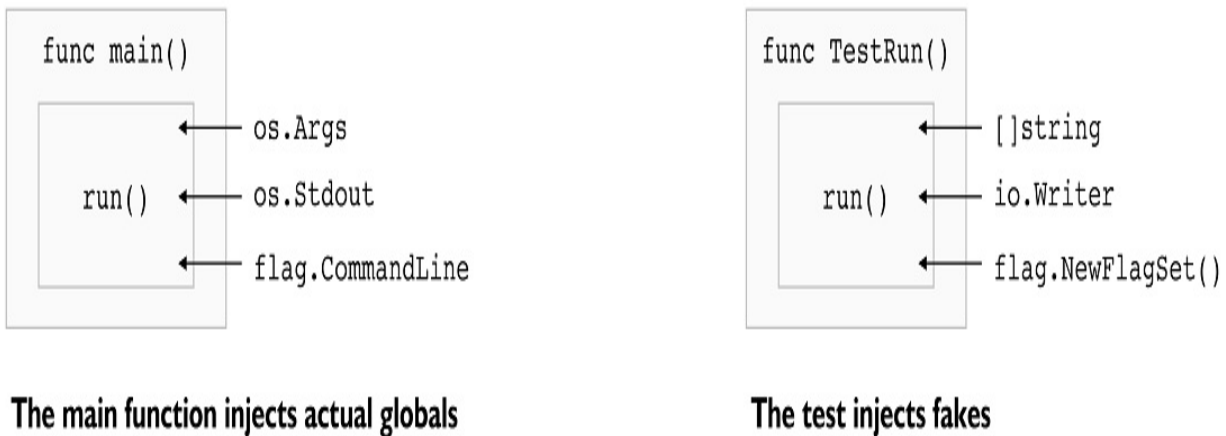 func main()
run()
os.Args
os.Stdout
flag.CommandLine
The main function injects actual globals
func TestRun()
run()
[]string
io.Writer
flag.NewFlagSet()
The test injects fakes